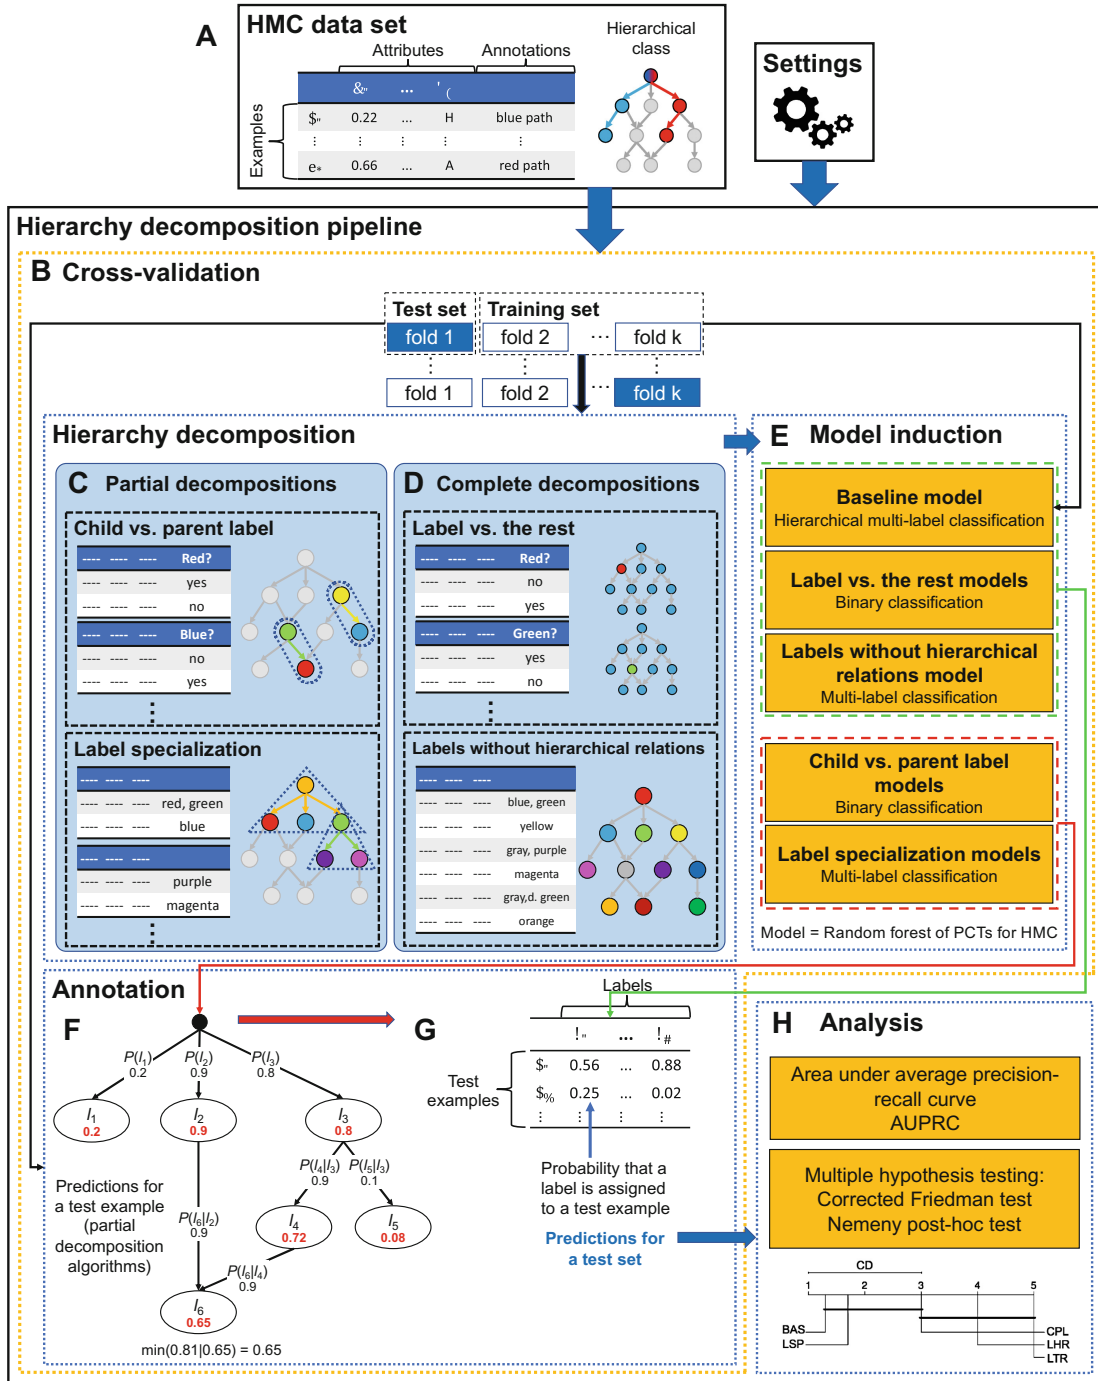 A
HMC data set
Attributes
Annotations
Hierarchical
class
&"
...
' (
Examples
$" 0.22 ... H blue path
⋮ ⋮ ⋮ ⋮ ⋮
e* 0.66 ... A red path
Settings
Hierarchy decomposition pipeline
B Cross-validation
Test set Training set
fold 1 fold 2 ... fold k
⋮ ⋮ ⋮
fold 1 fold 2 ... fold k
Hierarchy decomposition
C Partial decompositions
Child vs. parent label
---- ---- ---- Red?
---- ---- ---- yes
---- ---- ---- no
---- ---- ---- Blue?
---- ---- ---- no
---- ---- ---- yes
⋮
Label specialization
---- ---- ----
---- ---- ---- red, green
---- ---- ---- blue
---- ---- ----
---- ---- ---- purple
---- ---- ---- magenta
⋮
D Complete decompositions
Label vs. the rest
---- ---- ---- Red?
---- ---- ---- no
---- ---- ---- yes
---- ---- ---- Green?
---- ---- ---- yes
---- ---- ---- no
⋮
Labels without hierarchical relations
---- ---- ----
---- ---- ---- blue, green
---- ---- ---- yellow
---- ---- ---- gray, purple
---- ---- ---- magenta
---- ---- ---- gray,d. green
---- ---- ---- orange
E Model induction
Baseline model
Hierarchical multi-label classification
Label vs. the rest models
Binary classification
Labels without hierarchical
relations model
Multi-label classification
Child vs. parent label
models
Binary classification
Label specialization models
Multi-label classification
Model = Random forest of PCTs for HMC
Annotation
F
P(l1)
0.2
P(l2)
0.9
P(l3)
0.8
l1
0.2
l2
0.9
l3
0.8
P(l4|l3)
0.9
P(l5|l3)
0.1
P(l6|l2)
0.9
l4
0.72
l5
0.08
P(l6|l4)
0.9
l6
0.65
min(0.81|0.65) = 0.65
Predictions for
a test example
(partial
decomposition
algorithms)
G
Labels
!" ... !#
Test
examples
$" 0.56 ... 0.88
$% 0.25 ... 0.02
⋮ ⋮ ⋮ ⋮
Probability that a
label is assigned
to a test example
Predictions for
a test set
H Analysis
Area under average precision-
recall curve
AUPRC
Multiple hypothesis testing:
Corrected Friedman test
Nemeny post-hoc test
CD
1 2 3 4 5
BAS
LSP
CPL
LHR
LTR